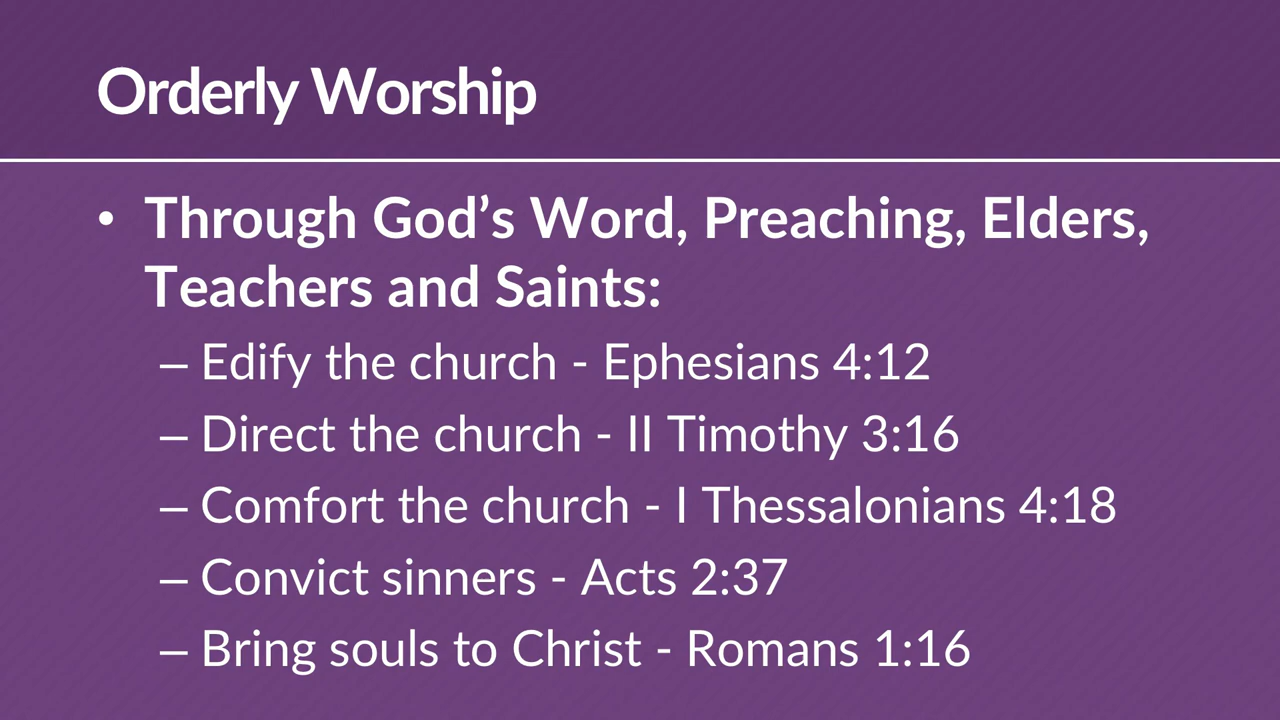 Orderly Worship
• Through God’s Word, Preaching, Elders,
Teachers and Saints:
– Edify the church - Ephesians 4:12
– Direct the church - II Timothy 3:16
– Comfort the church - I Thessalonians 4:18
– Convict sinners - Acts 2:37
– Bring souls to Christ - Romans 1:16